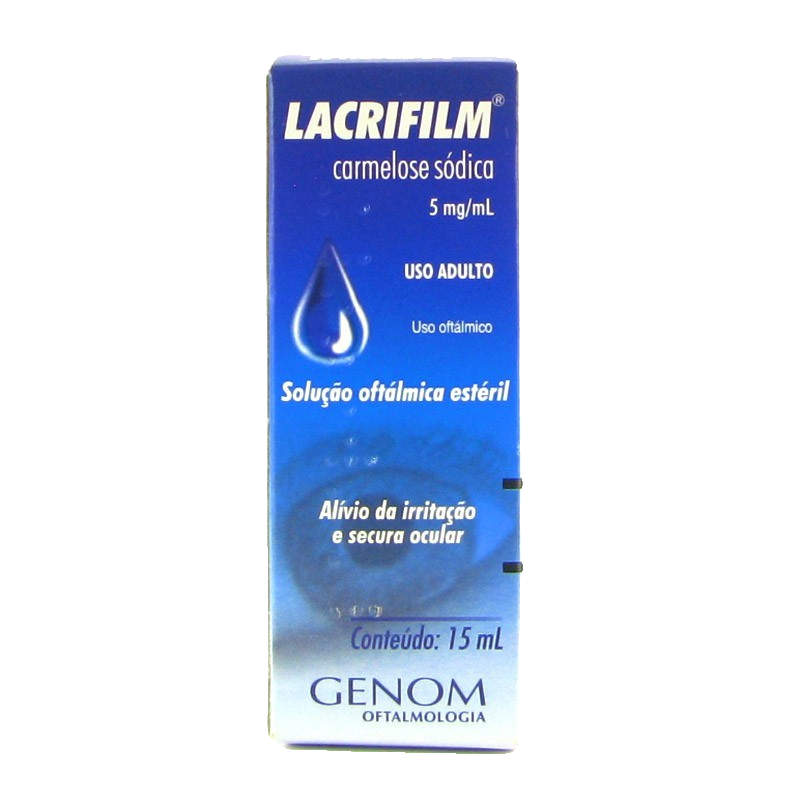 LACRIFILM®
carmelose sódica
5 mg/mL
USO ADULTO
Uso oftálmico
Solução oftálmica estéril
Alívio da irritação
e secura ocular
Conteúdo: 15 mL
GENOM
OFTALMOLOGIA